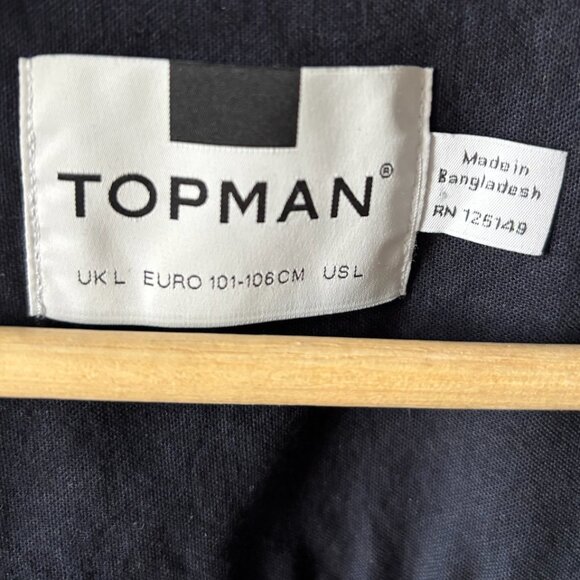 TOPMAN®
UK L EURO 101-106CM US L
Made in
Bangladesh
RN 125149